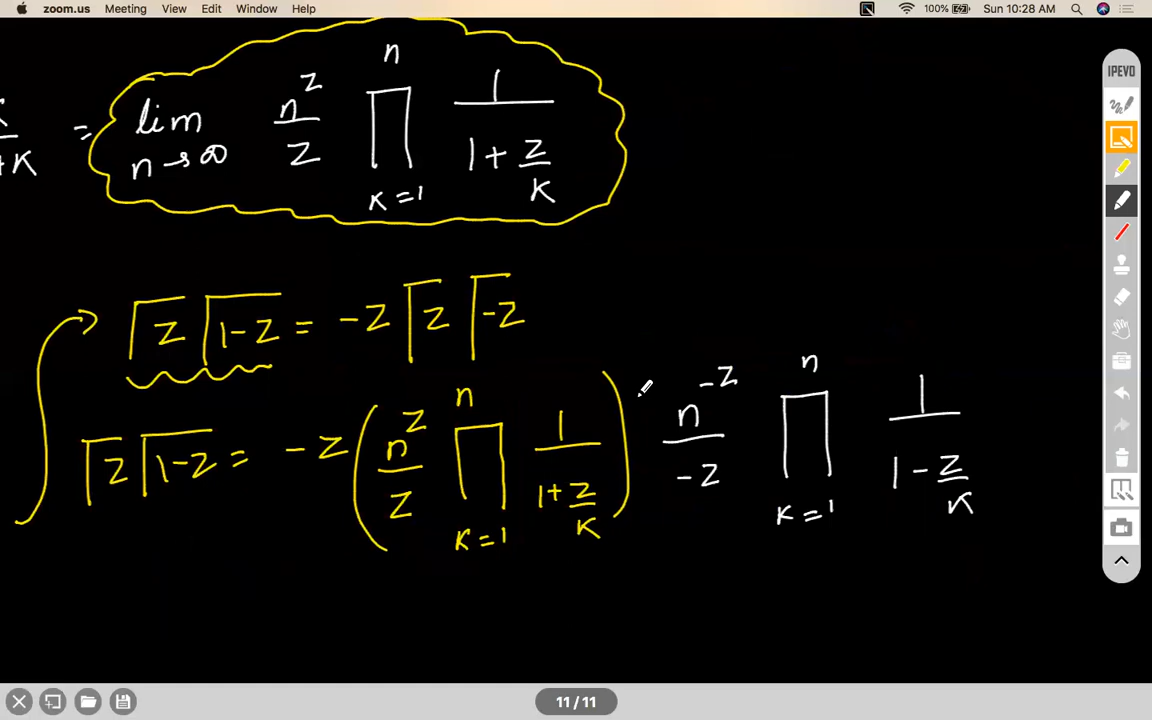 zoom.us Meeting View Edit Window Help 100% Sun 10:28 AM
IPEVO
= lim n→∞ n^z/z ∏ n k=1 1/(1+z/k)
+k
Γz Γ1-z = -z Γz Γ-z
Γz Γ1-z = -z (n^z/z ∏ n k=1 1/(1+z/k)) n^-z/-z ∏ n k=1 1/(1-z/k)
11/11